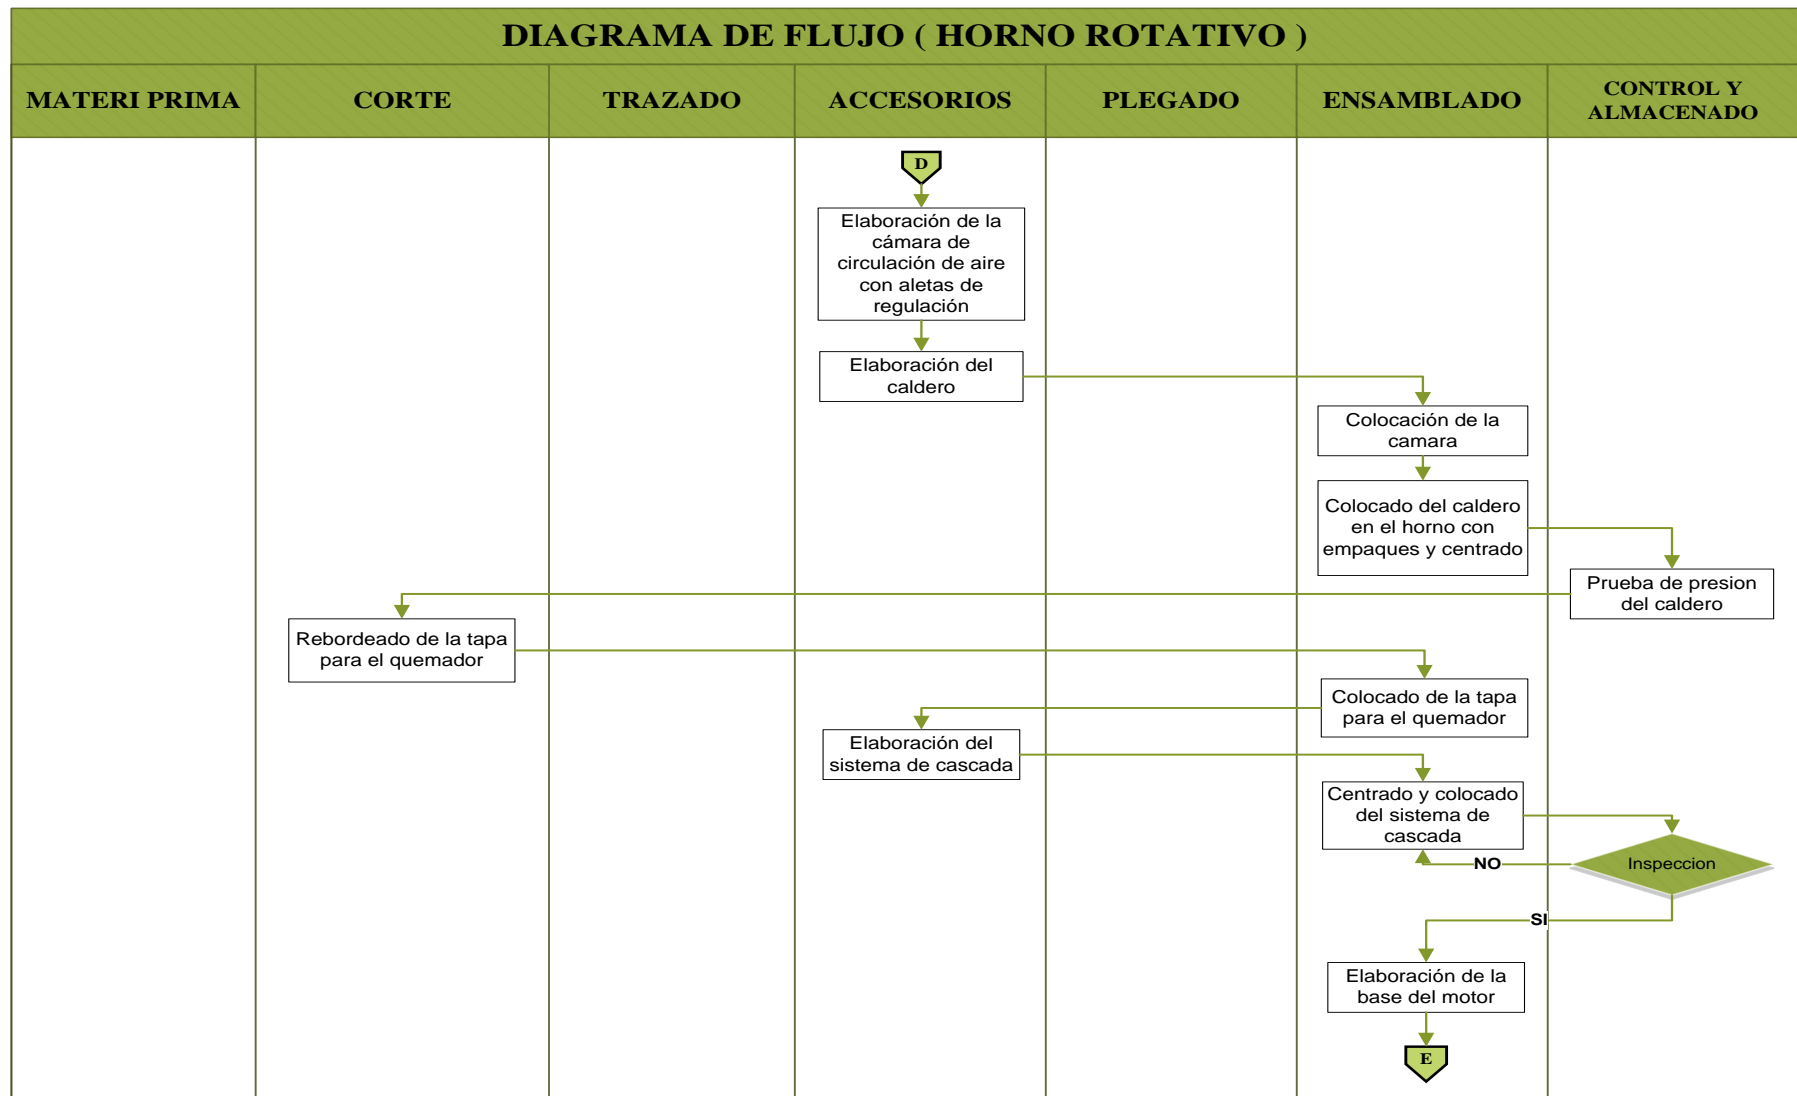 DIAGRAMA DE FLUJO ( HORNO ROTATIVO )
MATERI PRIMA
CORTE
TRAZADO
ACCESORIOS
PLEGADO
ENSAMBLADO
CONTROL Y
ALMACENADO
D
Elaboración de la
cámara de
circulación de aire
con aletas de
regulación
Elaboración del
caldero
Colocación de la
camara
Colocado del caldero
en el horno con
empaques y centrado
Prueba de presion
del caldero
Rebordeado de la tapa
para el quemador
Colocado de la tapa
para el quemador
Elaboración del
sistema de cascada
Centrado y colocado
del sistema de
cascada
Inspeccion
NO
SI
Elaboración de la
base del motor
E